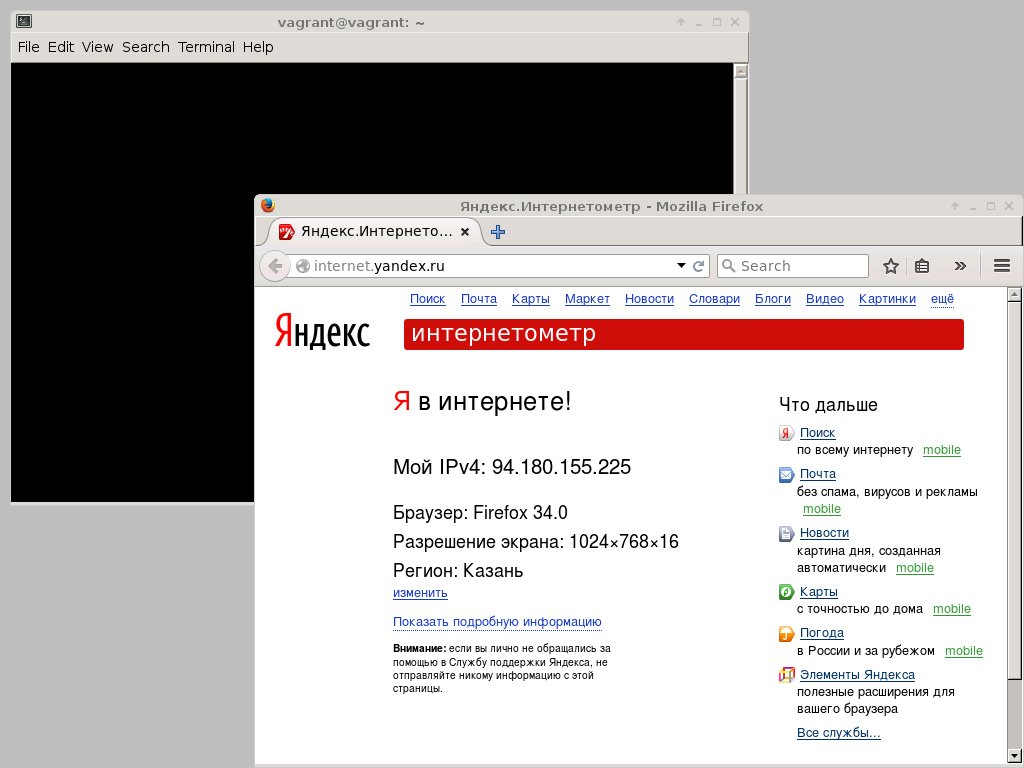 vagrant@vagrant: ~
File Edit View Search Terminal Help
Яндекс.Интернетометр - Mozilla Firefox
Яндекс.Интернето...
internet.yandex.ru
Search
Поиск Почта Карты Маркет Новости Словари Блоги Видео Картинки ещё
Яндекс
интернетометр
Я в интернете!
Мой IPv4: 94.180.155.225
Браузер: Firefox 34.0
Разрешение экрана: 1024×768×16
Регион: Казань
изменить
Показать подробную информацию
Внимание: если вы лично не обращались за
помощью в Службу поддержки Яндекса, не
отправляйте никому информацию с этой
страницы.
Что дальше
Поиск
по всему интернету mobile
Почта
без спама, вирусов и рекламы
mobile
Новости
картина дня, созданная
автоматически mobile
Карты
с точностью до дома mobile
Погода
в России и за рубежом mobile
Элементы Яндекса
полезные расширения для
вашего браузера
Все службы...